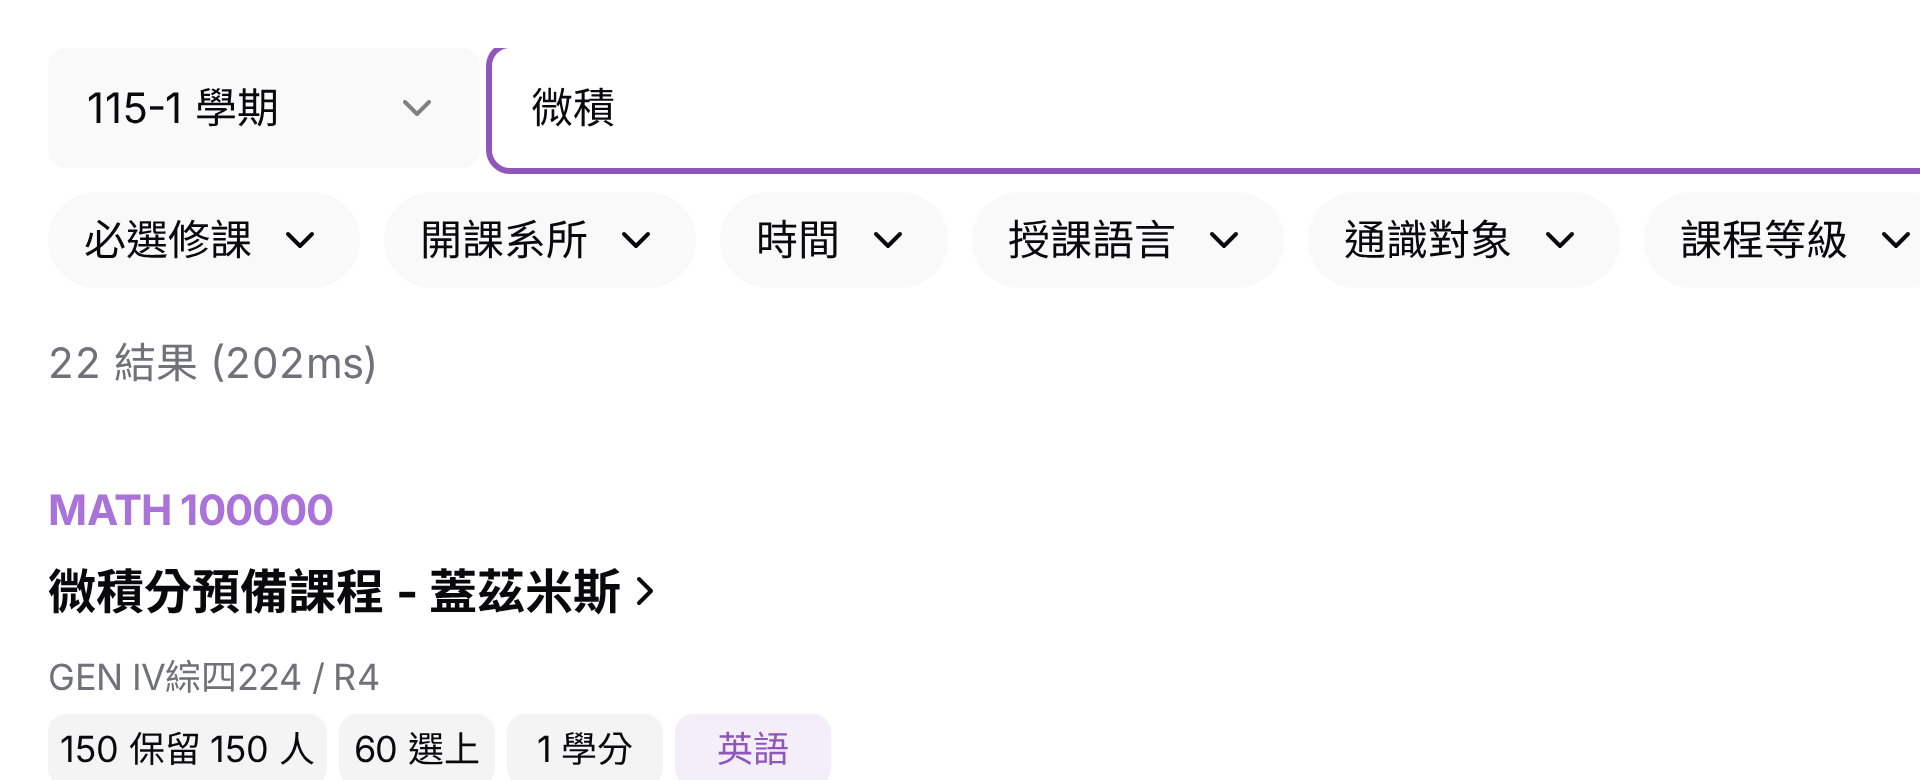 115-1 學期
微積
必選修課
開課系所
時間
授課語言
通識對象
課程等級
22 結果 (202ms)
MATH 100000
微積分預備課程 - 蓋茲米斯
GEN IV綜四224 / R4
150 保留 150 人
60 選上
1 學分
英語